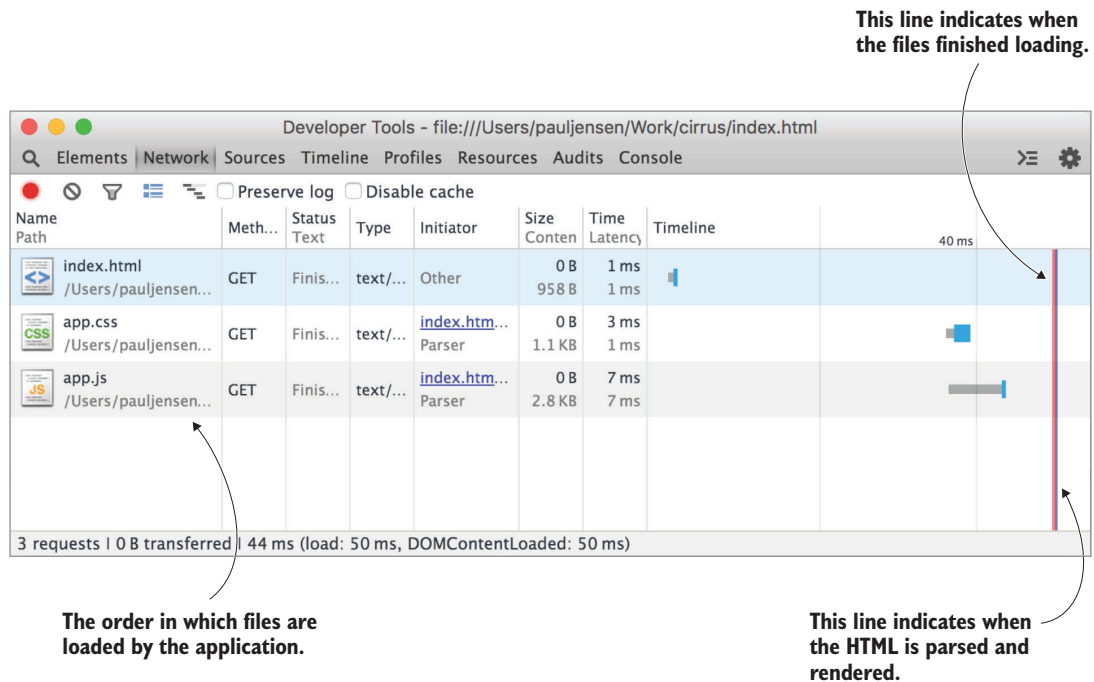 This line indicates when
the files finished loading.
Developer Tools - file:///Users/pauljensen/Work/cirrus/index.html
Elements Network Sources Timeline Profiles Resources Audits Console
Preserve log Disable cache
Name Path Meth... Status Text Type Initiator Size Conten Time Latency Timeline 40 ms
index.html GET Finis... text/... Other 0 B 1 ms
/Users/pauljensen... 958 B 1 ms
app.css GET Finis... text/... index.htm... 0 B 3 ms
/Users/pauljensen... Parser 1.1 KB 1 ms
app.js GET Finis... text/... index.htm... 0 B 7 ms
/Users/pauljensen... Parser 2.8 KB 7 ms
3 requests | 0 B transferred | 44 ms (load: 50 ms, DOMContentLoaded: 50 ms)
The order in which files are
loaded by the application.
This line indicates when
the HTML is parsed and
rendered.